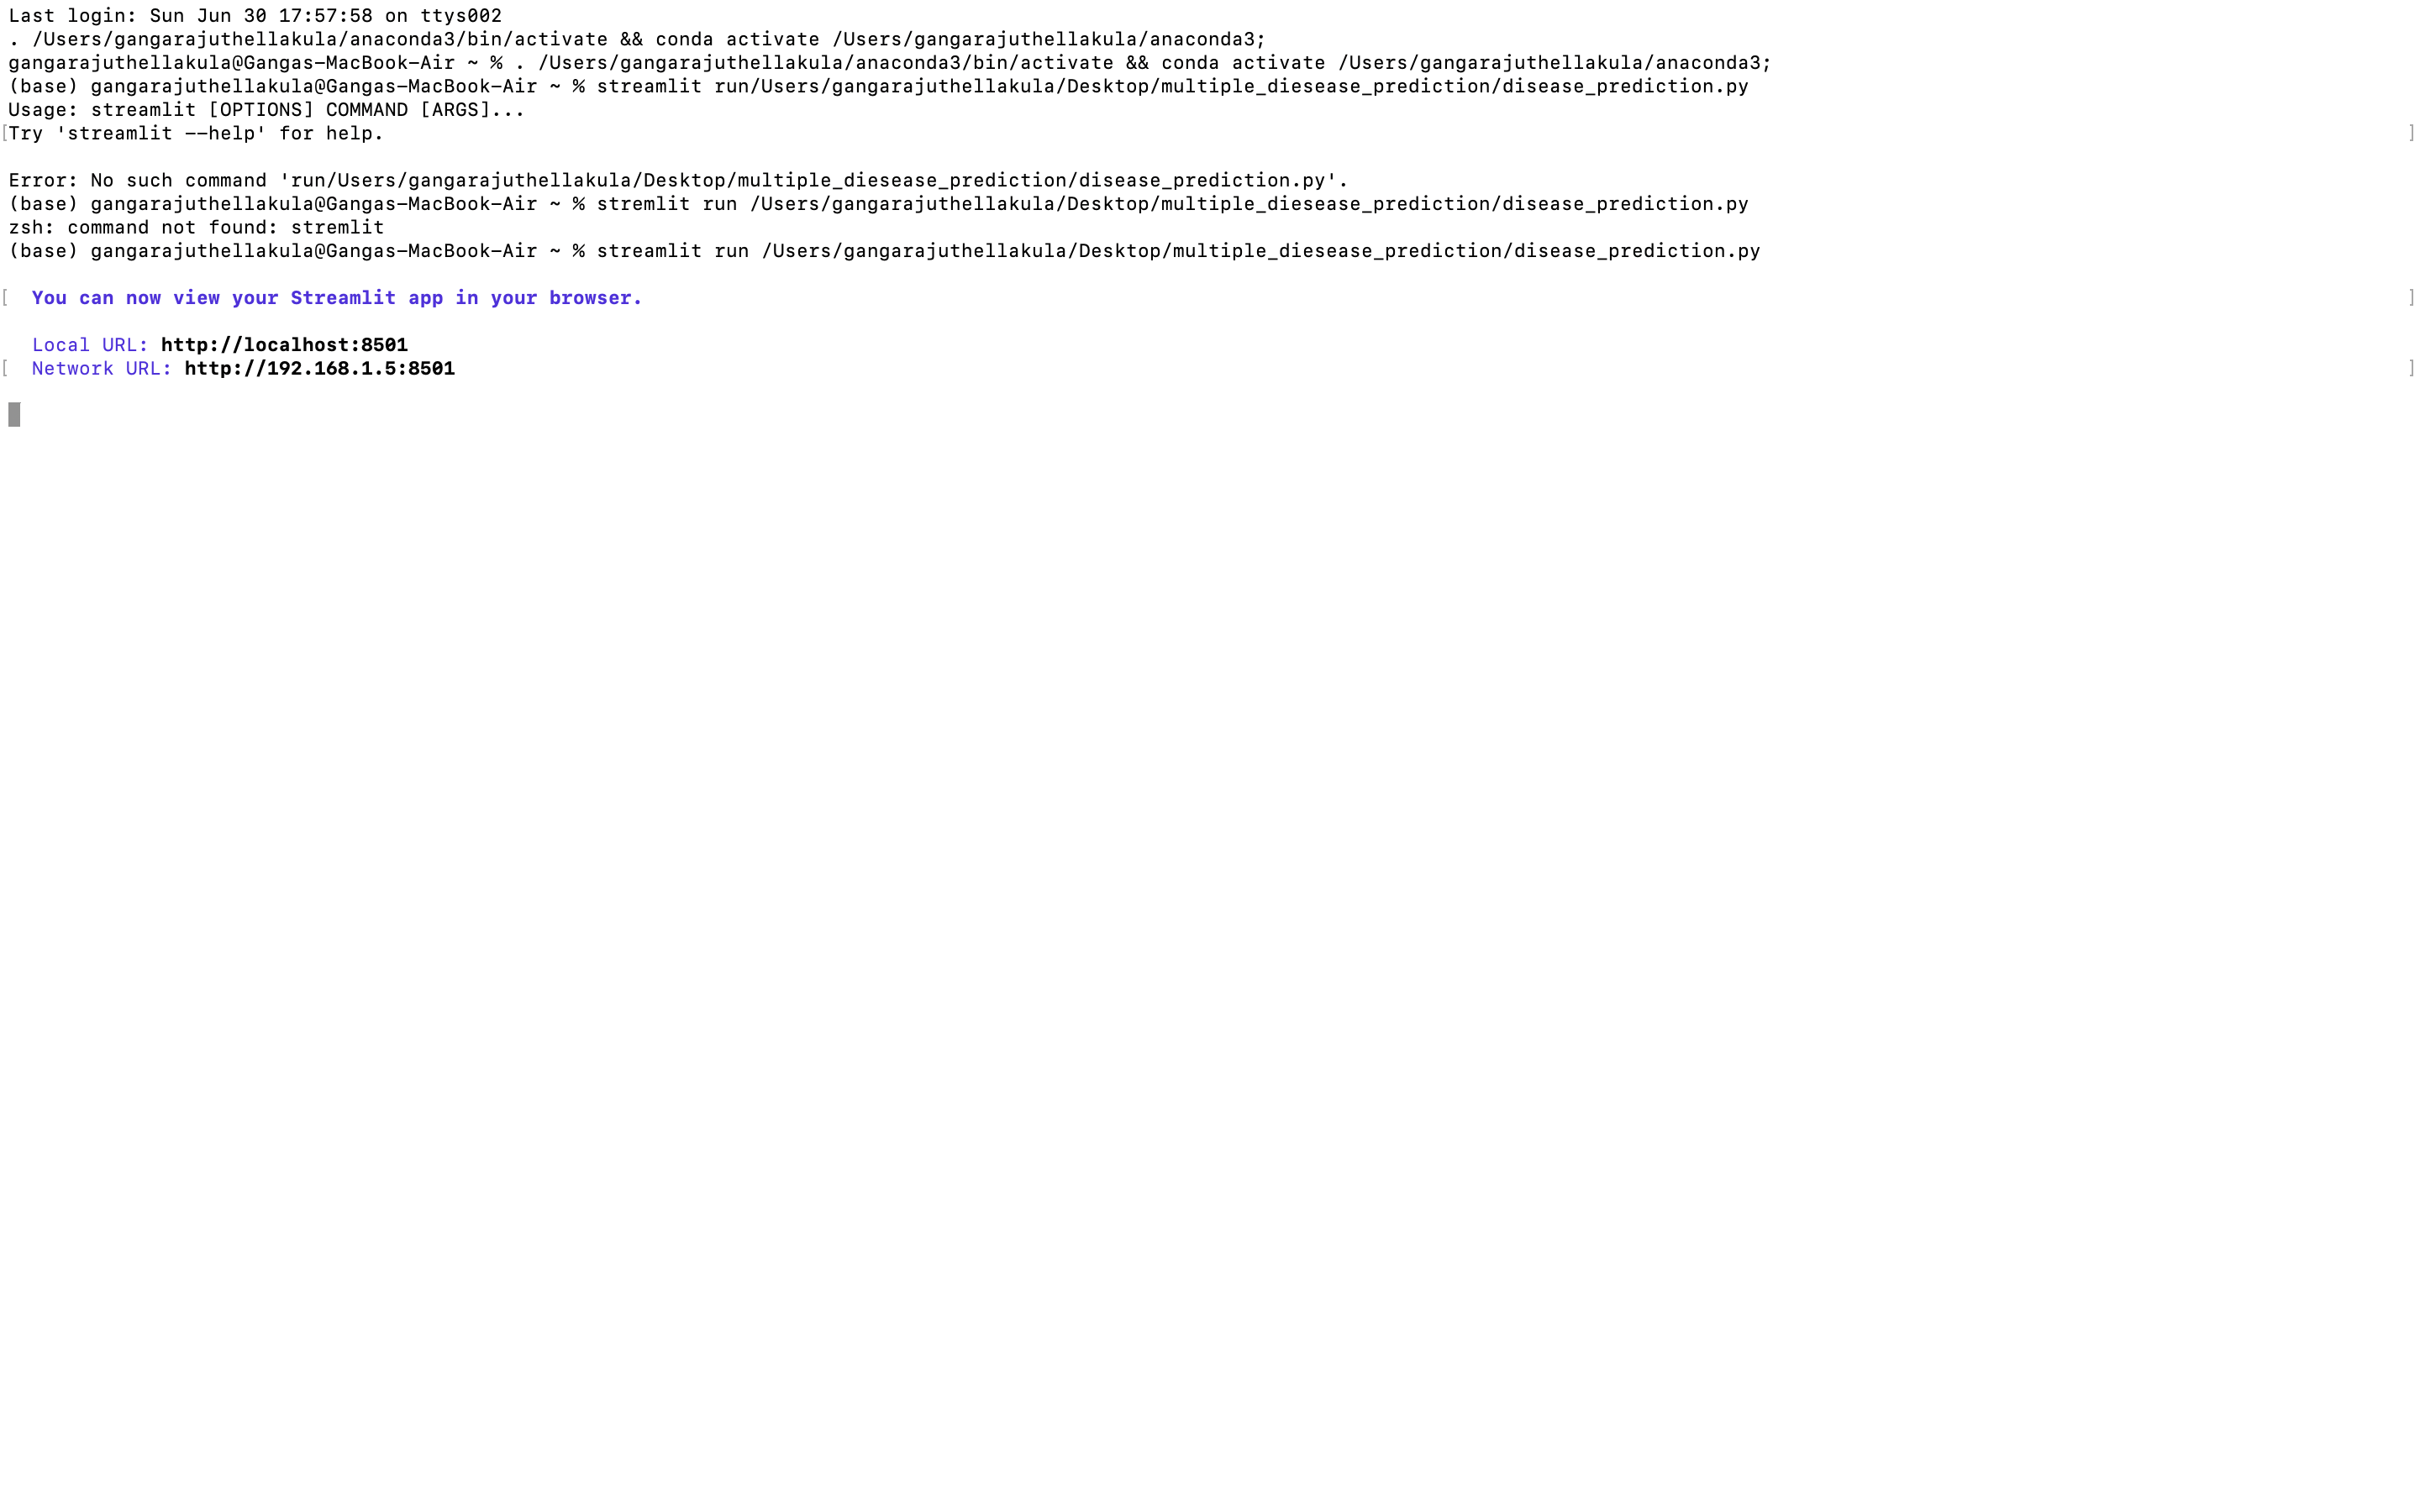 Last login: Sun Jun 30 17:57:58 on ttys002
. /Users/gangarajuthellakula/anaconda3/bin/activate && conda activate /Users/gangarajuthellakula/anaconda3;
gangarajuthellakula@Gangas-MacBook-Air ~ % . /Users/gangarajuthellakula/anaconda3/bin/activate && conda activate /Users/gangarajuthellakula/anaconda3;
(base) gangarajuthellakula@Gangas-MacBook-Air ~ % streamlit run/Users/gangarajuthellakula/Desktop/multiple_diesease_prediction/disease_prediction.py
Usage: streamlit [OPTIONS] COMMAND [ARGS]...
[Try 'streamlit --help' for help. ]
Error: No such command 'run/Users/gangarajuthellakula/Desktop/multiple_diesease_prediction/disease_prediction.py'.
(base) gangarajuthellakula@Gangas-MacBook-Air ~ % stremlit run /Users/gangarajuthellakula/Desktop/multiple_diesease_prediction/disease_prediction.py
zsh: command not found: stremlit
(base) gangarajuthellakula@Gangas-MacBook-Air ~ % streamlit run /Users/gangarajuthellakula/Desktop/multiple_diesease_prediction/disease_prediction.py
[ You can now view your Streamlit app in your browser. ]
Local URL: http://localhost:8501
[ Network URL: http://192.168.1.5:8501 ]